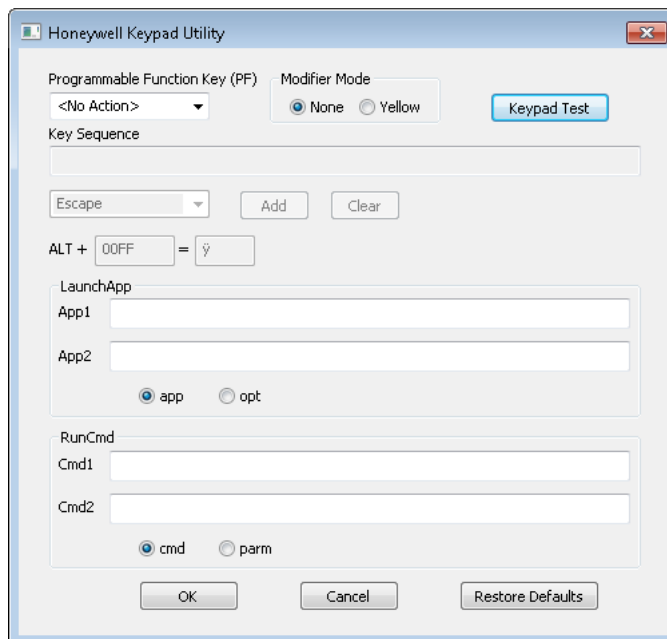 Honeywell Keypad Utility
Programmable Function Key (PF)
Modifier Mode
<No Action>
None
Yellow
Keypad Test
Key Sequence
Escape
Add
Clear
ALT + 00FF = ÿ
LaunchApp
App1
App2
app
opt
RunCmd
Cmd1
Cmd2
cmd
parm
OK
Cancel
Restore Defaults